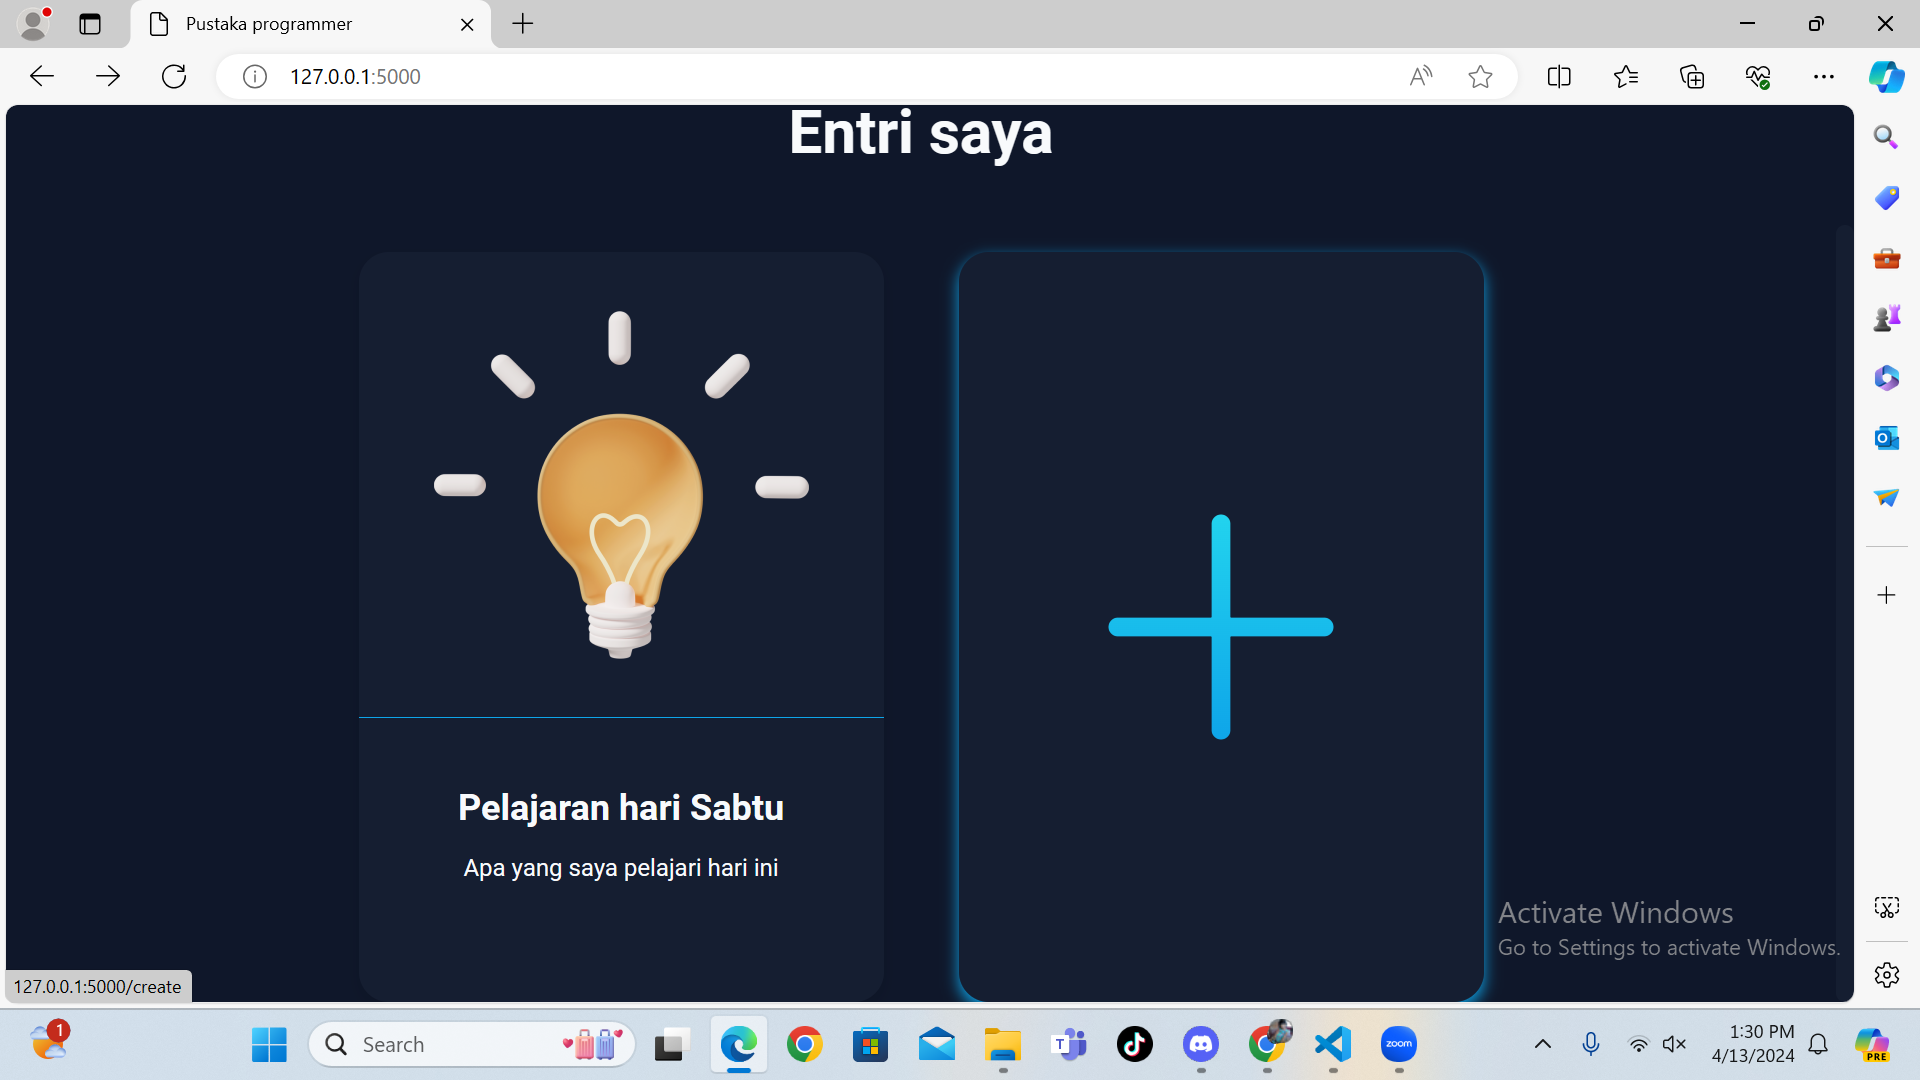 Pustaka programmer
127.0.0.1:5000
Entri saya
Pelajaran hari Sabtu
Apa yang saya pelajari hari ini
Activate Windows
Go to Settings to activate Windows.
127.0.0.1:5000/create
1
Search
T
zoom
1:30 PM
4/13/2024
PRE